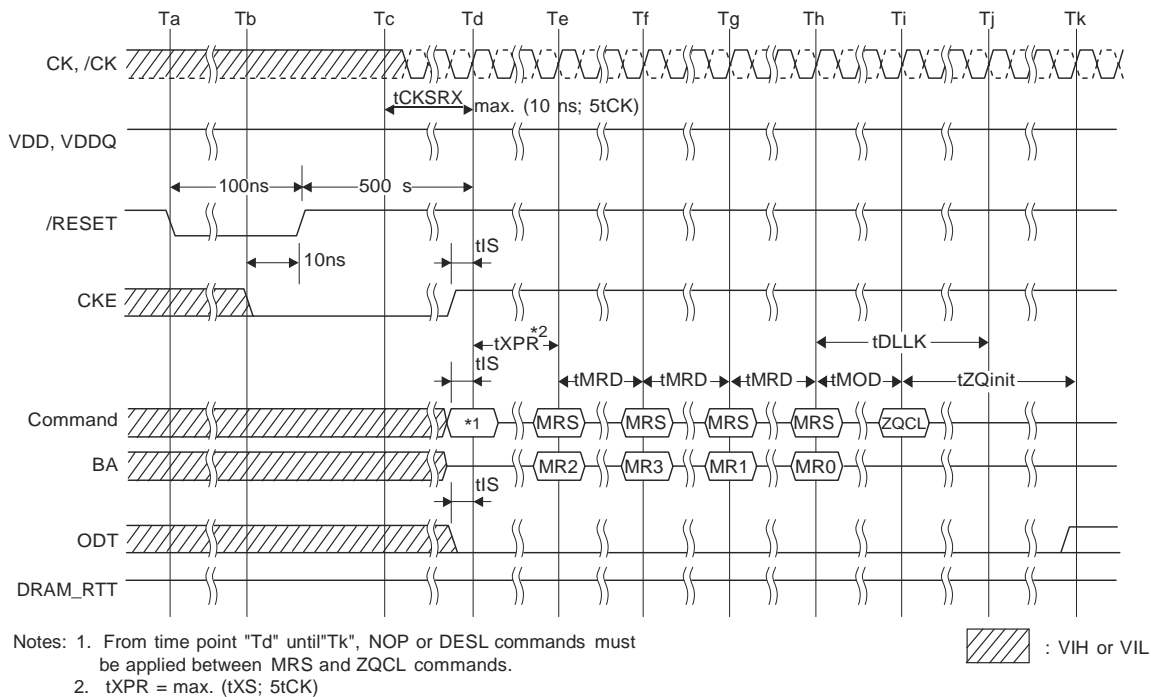 Ta Tb Tc Td Te Tf Tg Th Ti Tj Tk
CK, /CK
tCKSRX max. (10 ns; 5tCK)
VDD, VDDQ
100ns 500 s
/RESET
tIS
10ns
CKE
tXPR*2 tDLLK
tIS
tMRD tMRD tMRD tMOD tZQinit
Command *1 MRS MRS MRS MRS ZQCL
BA MR2 MR3 MR1 MR0
tIS
ODT
DRAM_RTT
Notes: 1. From time point "Td" until"Tk", NOP or DESL commands must
be applied between MRS and ZQCL commands.
2. tXPR = max. (tXS; 5tCK)
: VIH or VIL